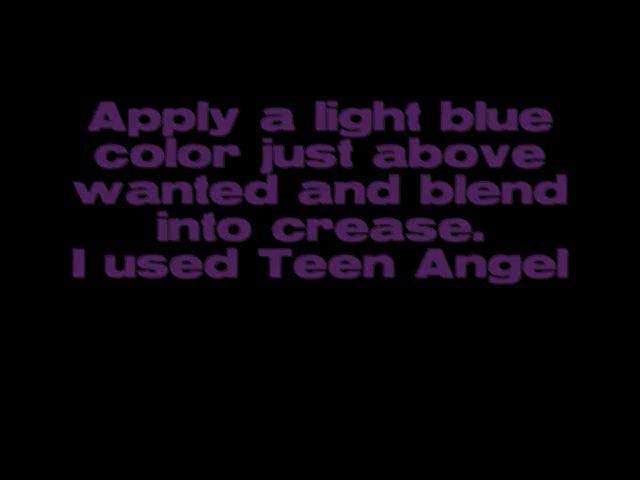 Apply a light blue
color just above
wanted and blend
into crease.
I used Teen Angel